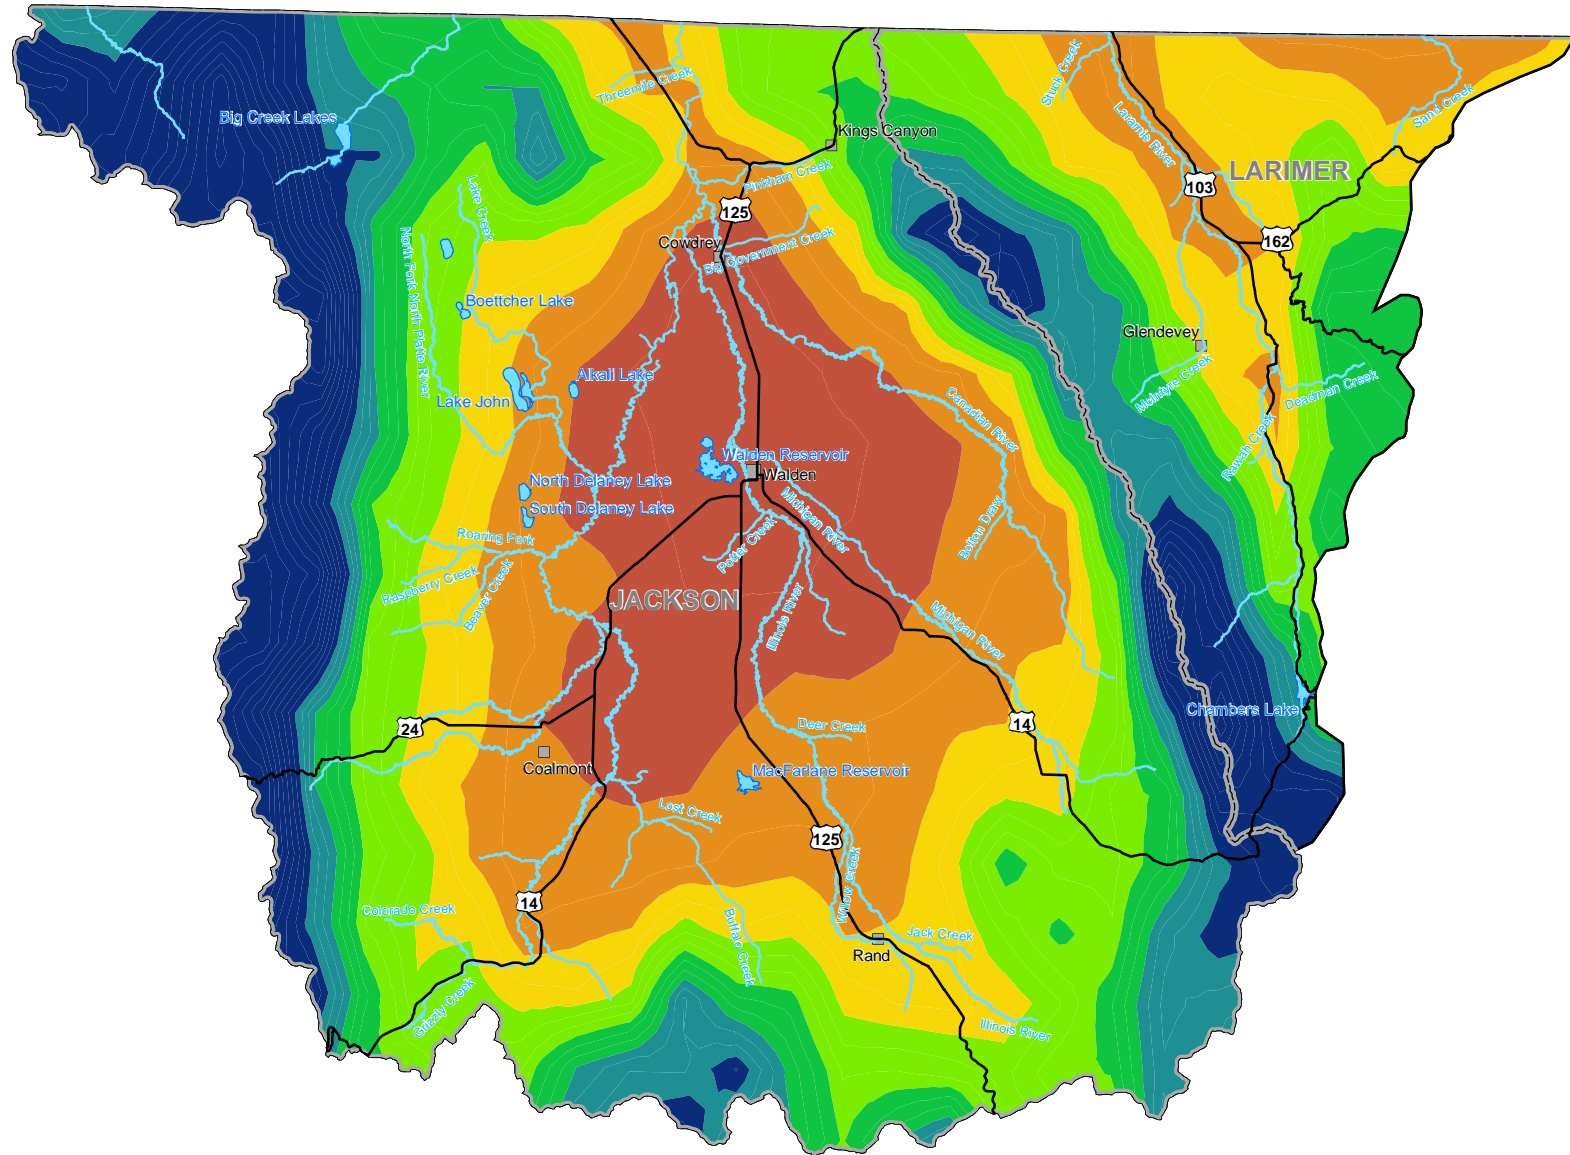 Big Creek Lakes
Threemile Creek
Kings Canyon
Pinkham Creek
125
Cowdrey
Big Government Creek
Stuck Creek
Laramie River
Sand Creek
LARIMER
103
162
Lake Creek
North Fork North Platte River
Boettcher Lake
Alkali Lake
Lake John
Glendevey
McIntyre Creek
Deadman Creek
Rawah Creek
Canadian River
Walden Reservoir
Walden
North Delaney Lake
South Delaney Lake
Michigan River
Bolton Draw
Potter Creek
Roaring Fork
Raspberry Creek
Beaver Creek
JACKSON
Illinois River
Michigan River
Chambers Lake
24
14
Deer Creek
Coalmont
MacFarlane Reservoir
Lost Creek
125
Willow Creek
14
Colorado Creek
Buffalo Creek
Jack Creek
Rand
Grizzly Creek
Illinois River